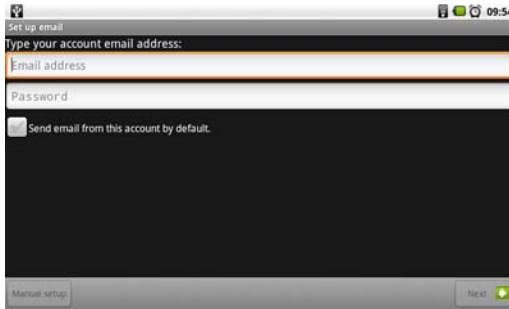 09:54
Set up email
Type your account email address:
Email address
Password
Send email from this account by default.
Manual setup
Next